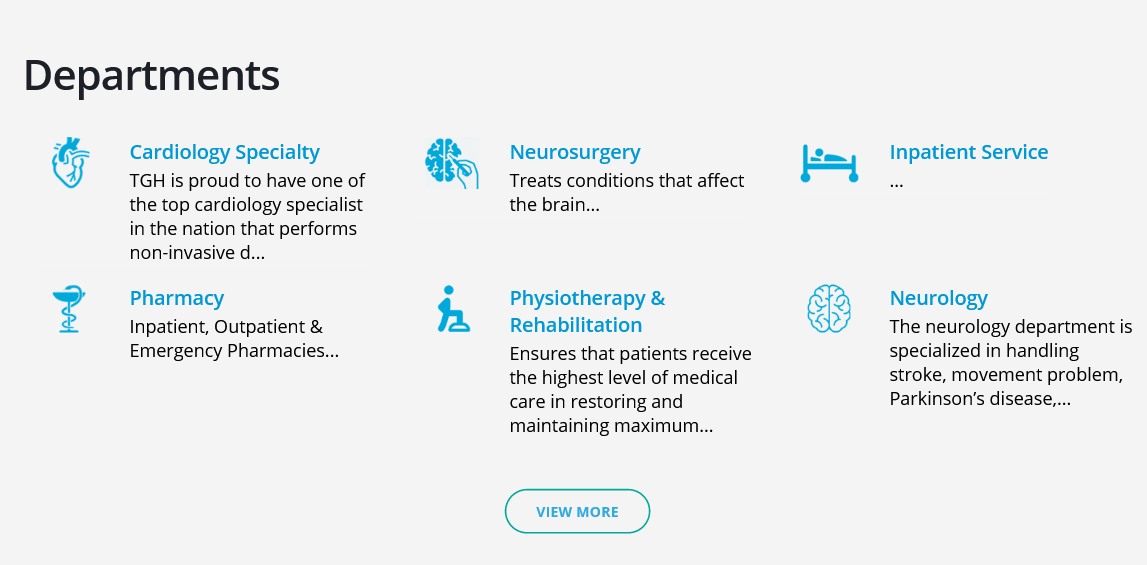 Departments
Cardiology Specialty
TGH is proud to have one of
the top cardiology specialist
in the nation that performs
non-invasive d...
Neurosurgery
Treats conditions that affect
the brain...
Inpatient Service
...
Pharmacy
Inpatient, Outpatient &
Emergency Pharmacies...
Physiotherapy &
Rehabilitation
Ensures that patients receive
the highest level of medical
care in restoring and
maintaining maximum...
Neurology
The neurology department is
specialized in handling
stroke, movement problem,
Parkinson’s disease,...
VIEW MORE